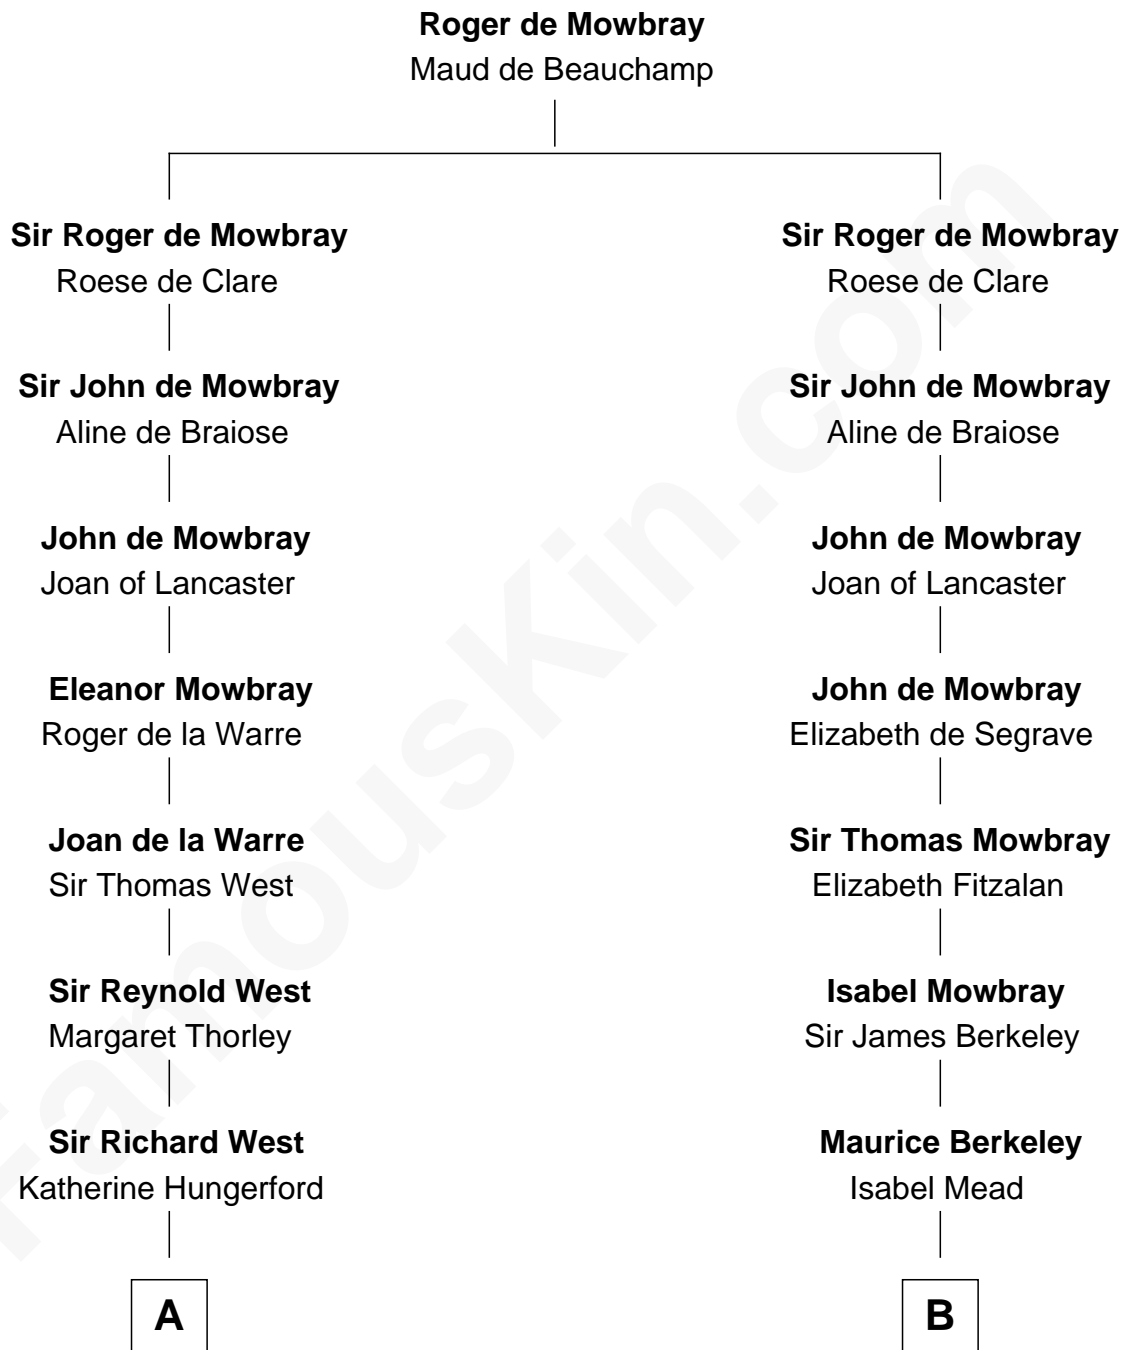 Roger de Mowbray
Maud de Beauchamp
Sir Roger de Mowbray
Roese de Clare
Sir John de Mowbray
Aline de Braiose
John de Mowbray
Joan of Lancaster
Eleanor Mowbray
Roger de la Warre
Joan de la Warre
Sir Thomas West
Sir Reynold West
Margaret Thorley
Sir Richard West
Katherine Hungerford
A
Sir Roger de Mowbray
Roese de Clare
Sir John de Mowbray
Aline de Braiose
John de Mowbray
Joan of Lancaster
John de Mowbray
Elizabeth de Segrave
Sir Thomas Mowbray
Elizabeth Fitzalan
Isabel Mowbray
Sir James Berkeley
Maurice Berkeley
Isabel Mead
B
FamousKin.com